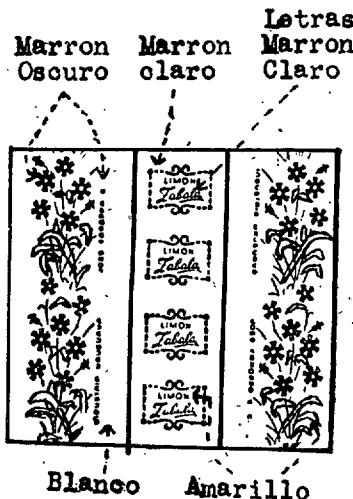 Marron Oscuro
Marron claro
Letras Marron Claro
LIMON
Zabala
LIMON
Zabala
LIMON
Zabala
LIMON
Zabala
Blanco
Amarillo